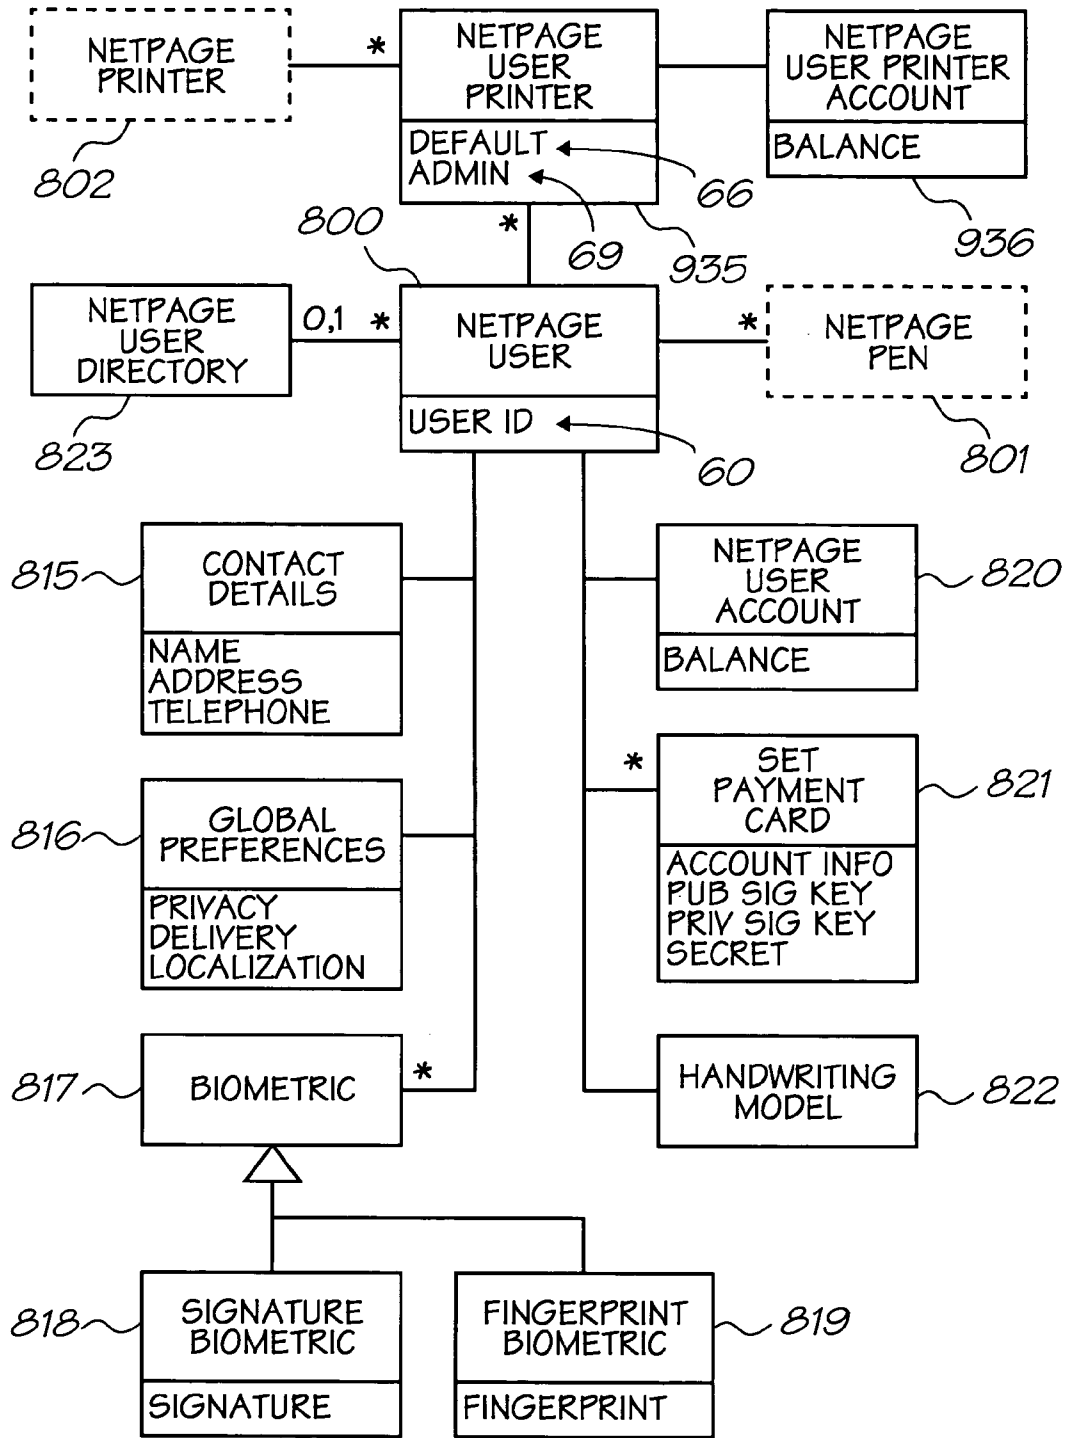 NETPAGE
PRINTER
802
*
NETPAGE
USER
PRINTER
DEFAULT
ADMIN
66
69
935
NETPAGE
USER PRINTER
ACCOUNT
BALANCE
936
*
800
NETPAGE
USER
DIRECTORY
823
0,1 *
NETPAGE
USER
USER ID
60
*
NETPAGE
PEN
801
815
CONTACT
DETAILS
NAME
ADDRESS
TELEPHONE
NETPAGE
USER
ACCOUNT
BALANCE
820
816
GLOBAL
PREFERENCES
PRIVACY
DELIVERY
LOCALIZATION
*
SET
PAYMENT
CARD
ACCOUNT INFO
PUB SIG KEY
PRIV SIG KEY
SECRET
821
817
BIOMETRIC
*
HANDWRITING
MODEL
822
818
SIGNATURE
BIOMETRIC
SIGNATURE
FINGERPRINT
BIOMETRIC
FINGERPRINT
819